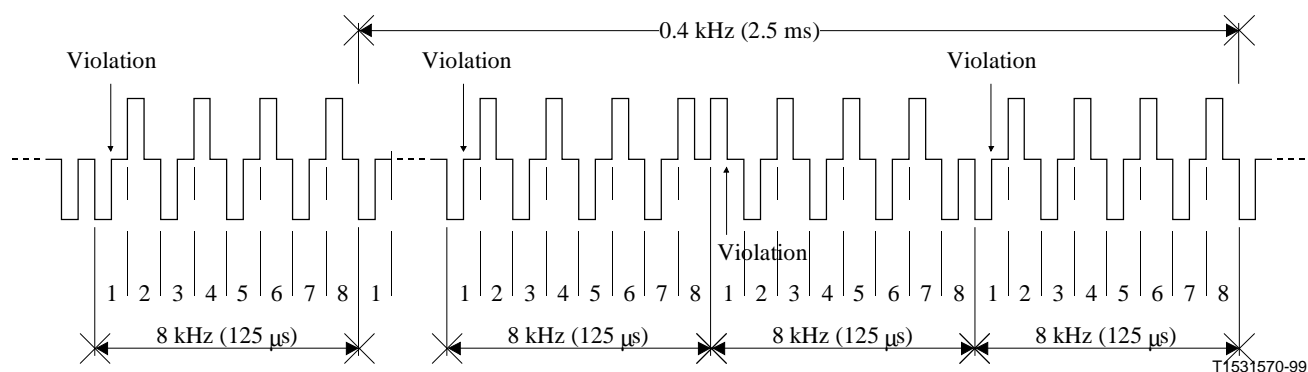 0.4 kHz (2.5 ms)
Violation Violation Violation
Violation
1 2 3 4 5 6 7 8 1 1 2 3 4 5 6 7 8 1 2 3 4 5 6 7 8 1 2 3 4 5 6 7 8
8 kHz (125 μs) 8 kHz (125 μs) 8 kHz (125 μs) 8 kHz (125 μs)
T1531570-99